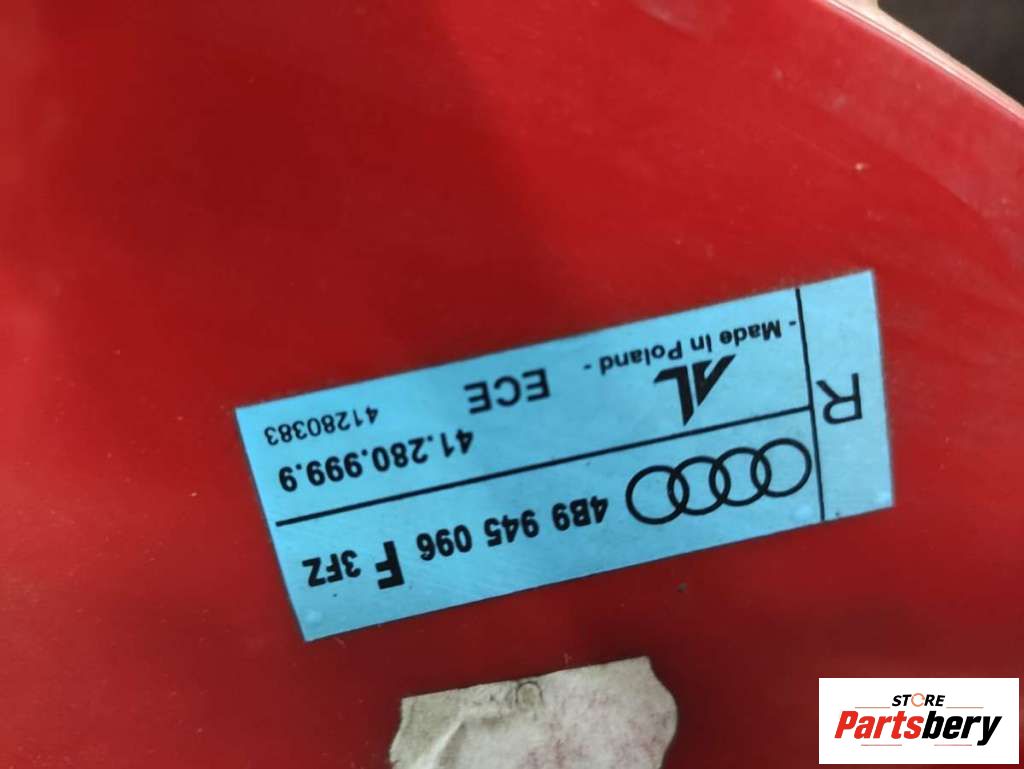 R
4B9 945 096 F 3FZ
41.280.999.9
AL
ECE
41280383
- Made in Poland -
STORE
Partsbery